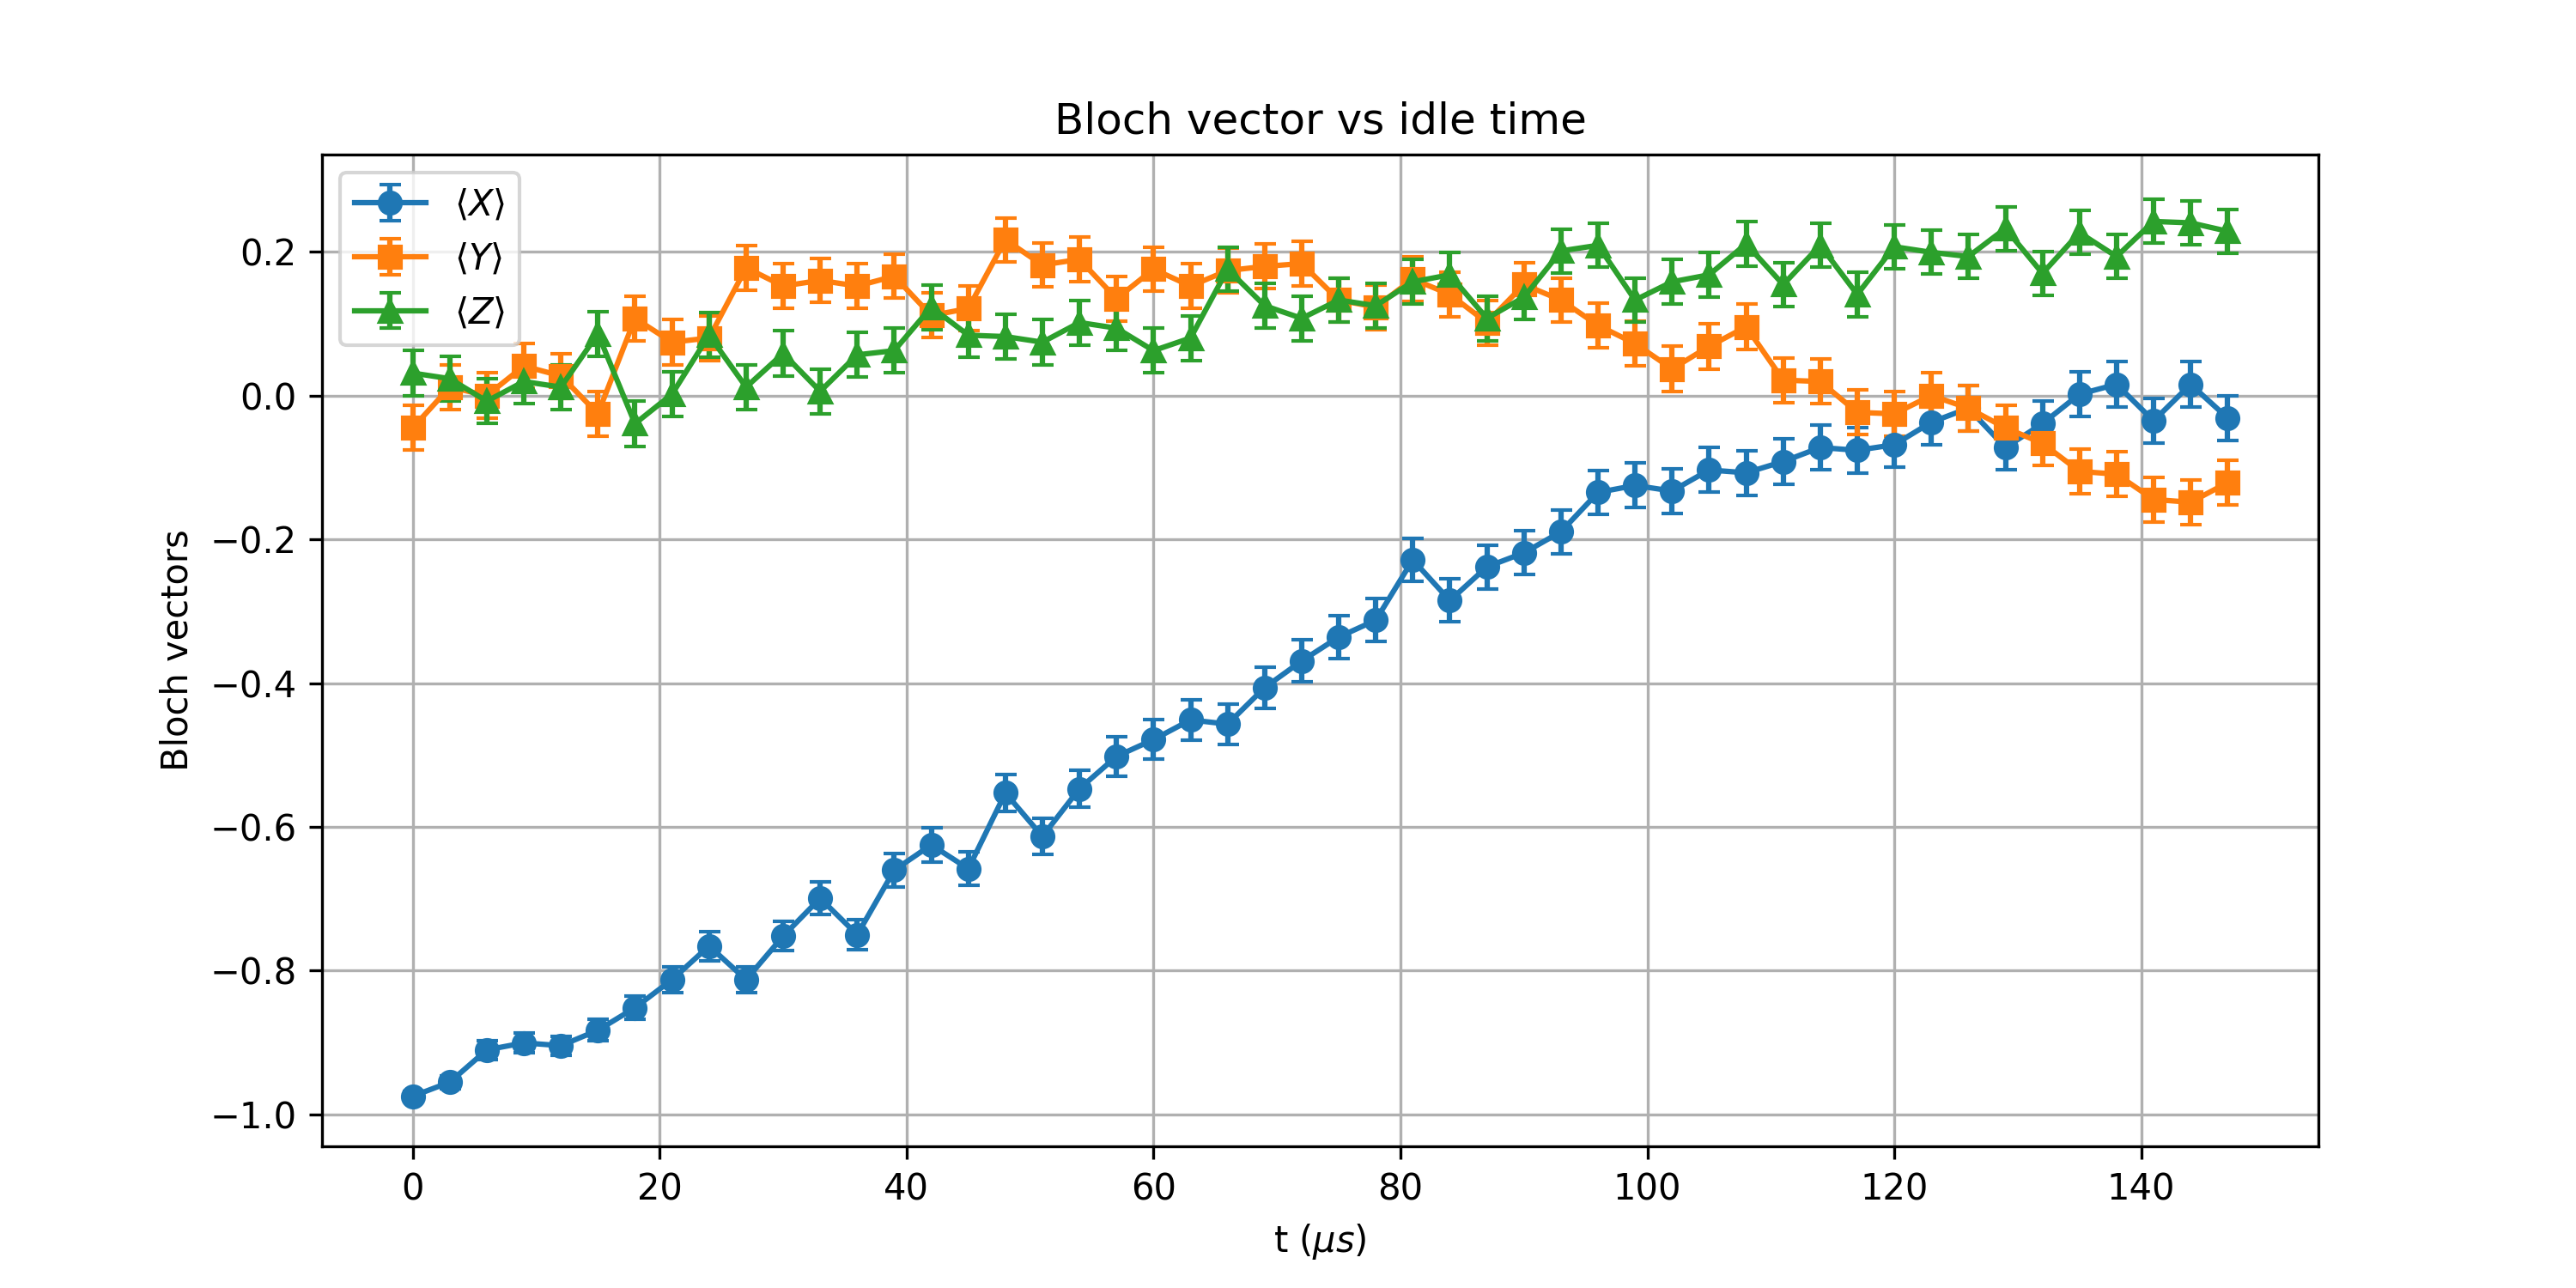 Bloch vector vs idle time
⟨X⟩
⟨Y⟩
⟨Z⟩
0.2
0.0
−0.2
−0.4
−0.6
−0.8
−1.0
Bloch vectors
0 20 40 60 80 100 120 140
t (μs)